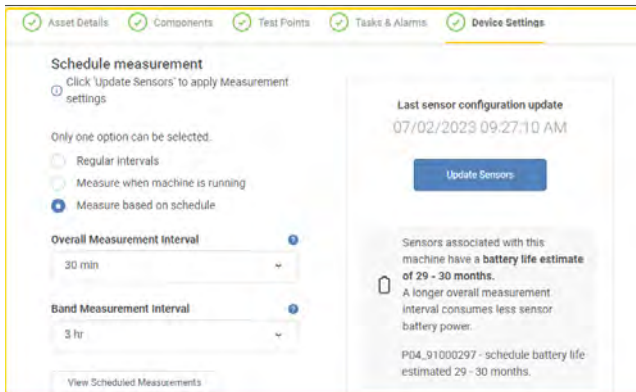 Asset Details
Components
Test Points
Tasks & Alarms
Device Settings
Schedule measurement
Click 'Update Sensors' to apply Measurement
settings
Only one option can be selected.
Regular intervals
Measure when machine is running
Measure based on schedule
Overall Measurement Interval
30 min
Band Measurement Interval
3 hr
View Scheduled Measurements
Last sensor configuration update
07/02/2023 09:27:10 AM
Update Sensors
Sensors associated with this
machine have a battery life estimate
of 29 - 30 months.
A longer overall measurement
interval consumes less sensor
battery power.
P04_91000297 - schedule battery life
estimated 29 - 30 months.